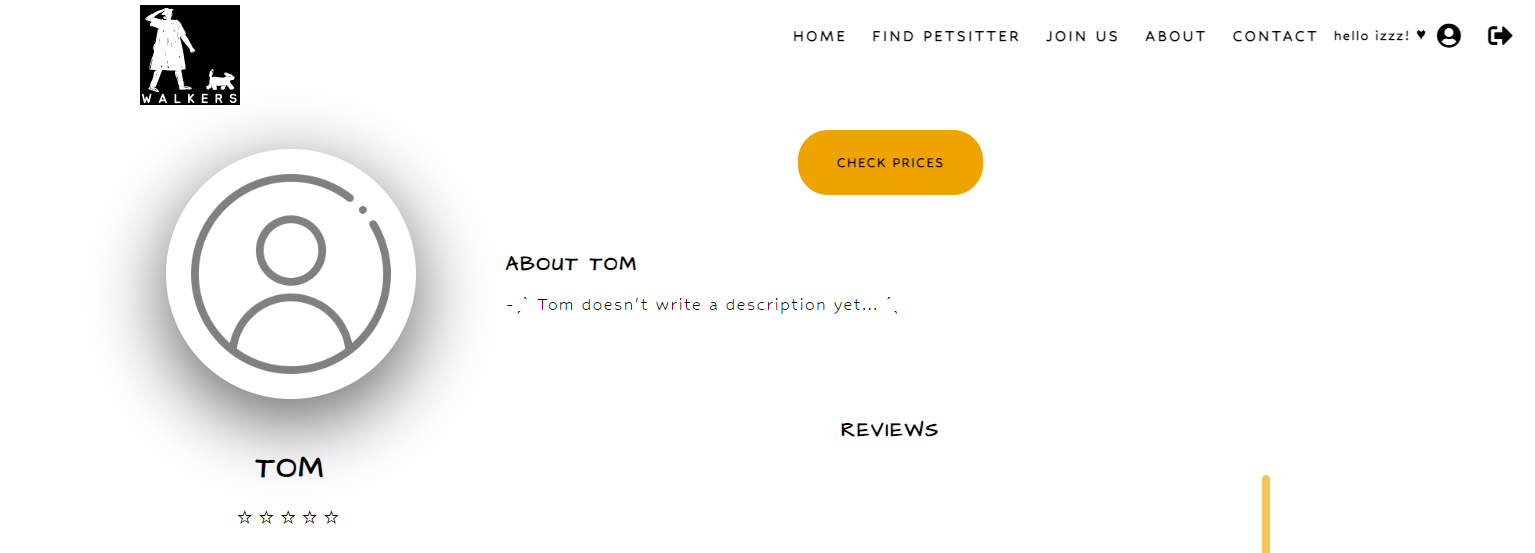 WALKERS
HOME FIND PETSITTER JOIN US ABOUT CONTACT hello izzz! ♥
CHECK PRICES
ABOUT TOM
- ˏˋ Tom doesn't write a description yet... ˊˎ
REVIEWS
TOM
☆ ☆ ☆ ☆ ☆